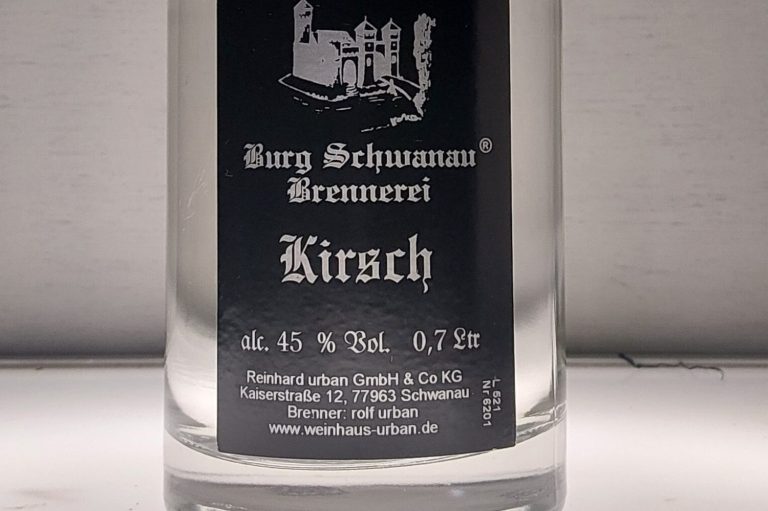 Burg Schwanau®
Brennerei
Kirsch
alc. 45 % Vol. 0,7 Ltr
Reinhard urban GmbH & Co KG
Kaiserstraße 12, 77963 Schwanau
Brenner: rolf urban
www.weinhaus-urban.de
L 621
Nr 6201